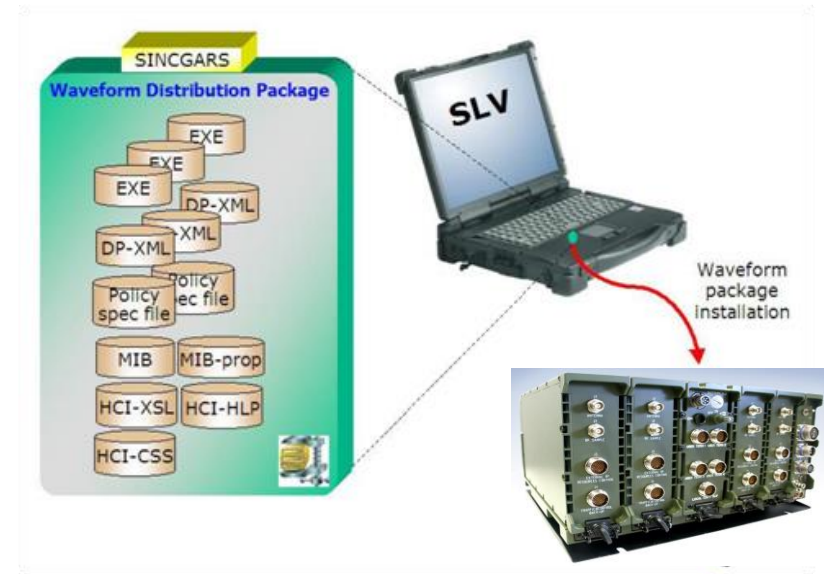 SINCGARS
Waveform Distribution Package
EXE
EXE
EXE
DP-XML
-XML
DP-XML
Policy
ec file
Policy
spec file
MIB
MIB-prop
HCI-XSL
HCI-HLP
HCI-CSS
SLV
Waveform
package
installation